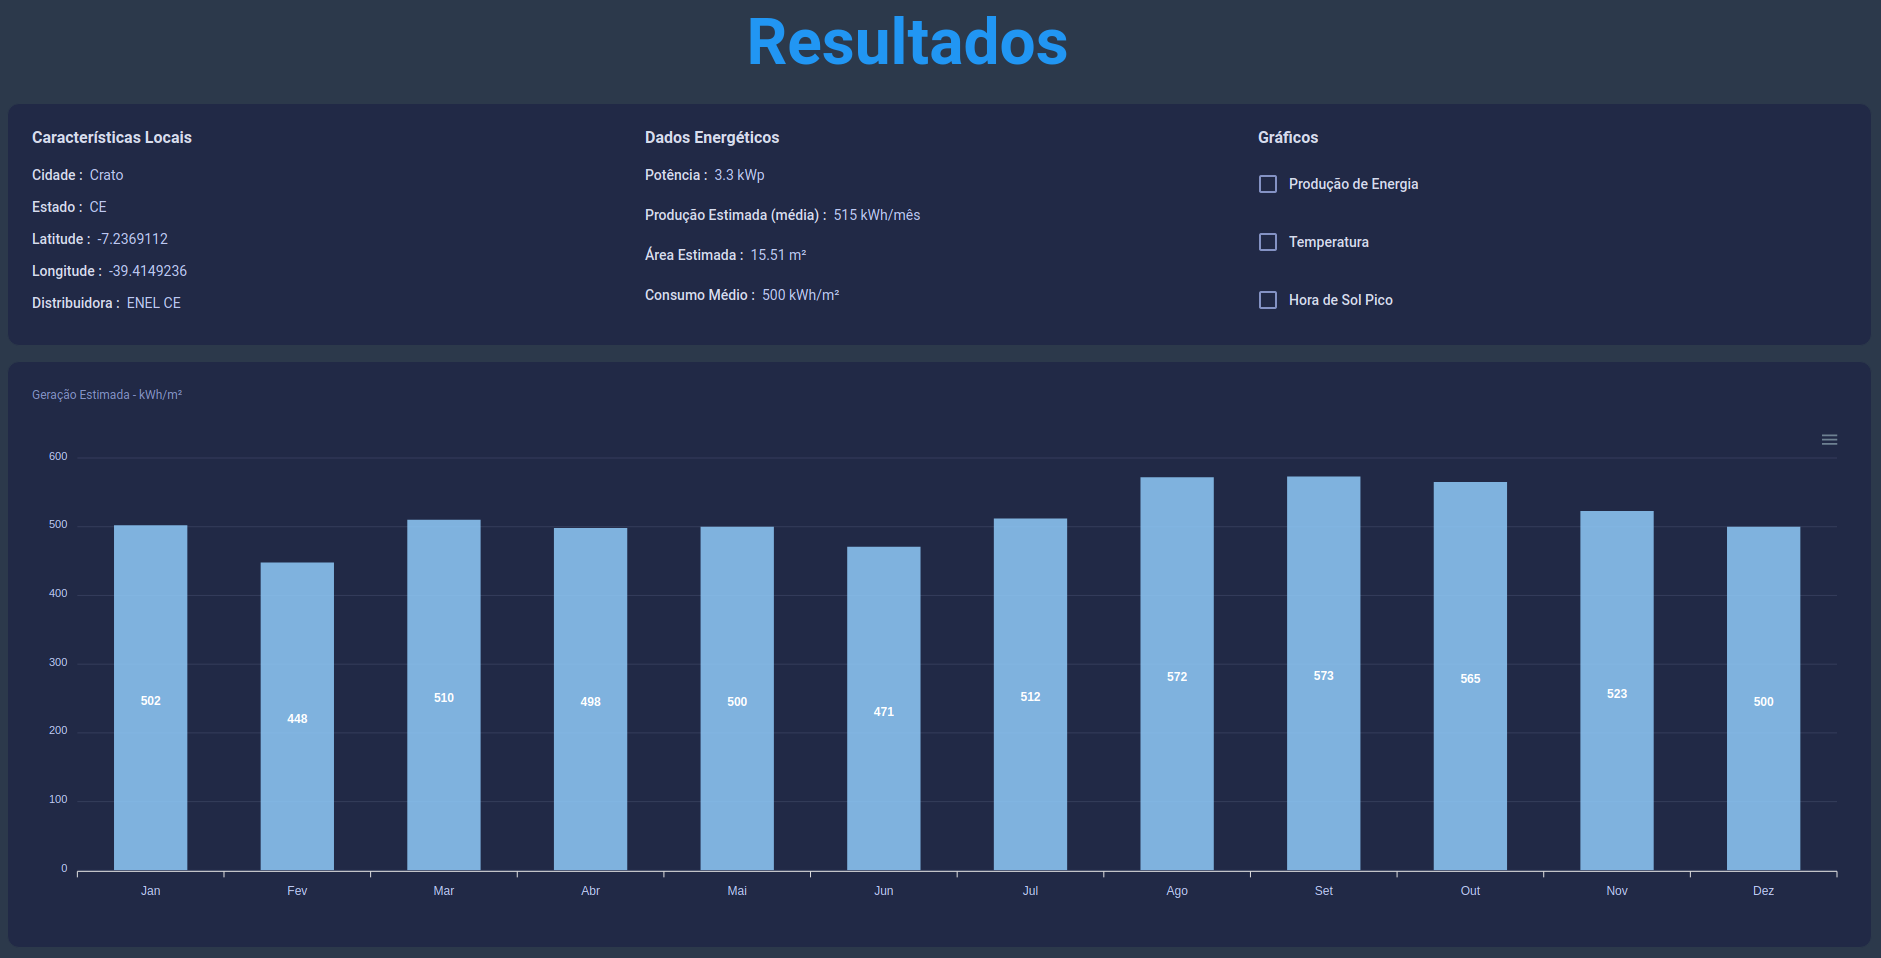 Resultados
Características Locais
Cidade : Crato
Estado : CE
Latitude : -7.2369112
Longitude : -39.4149236
Distribuidora : ENEL CE
Dados Energéticos
Potência : 3.3 kWp
Produção Estimada (média) : 515 kWh/mês
Área Estimada : 15.51 m²
Consumo Médio : 500 kWh/m²
Gráficos
Produção de Energia
Temperatura
Hora de Sol Pico
Geração Estimada - kWh/m²
600
500
400
300
200
100
0
502 448 510 498 500 471 512 572 573 565 523 500
Jan Fev Mar Abr Mai Jun Jul Ago Set Out Nov Dez